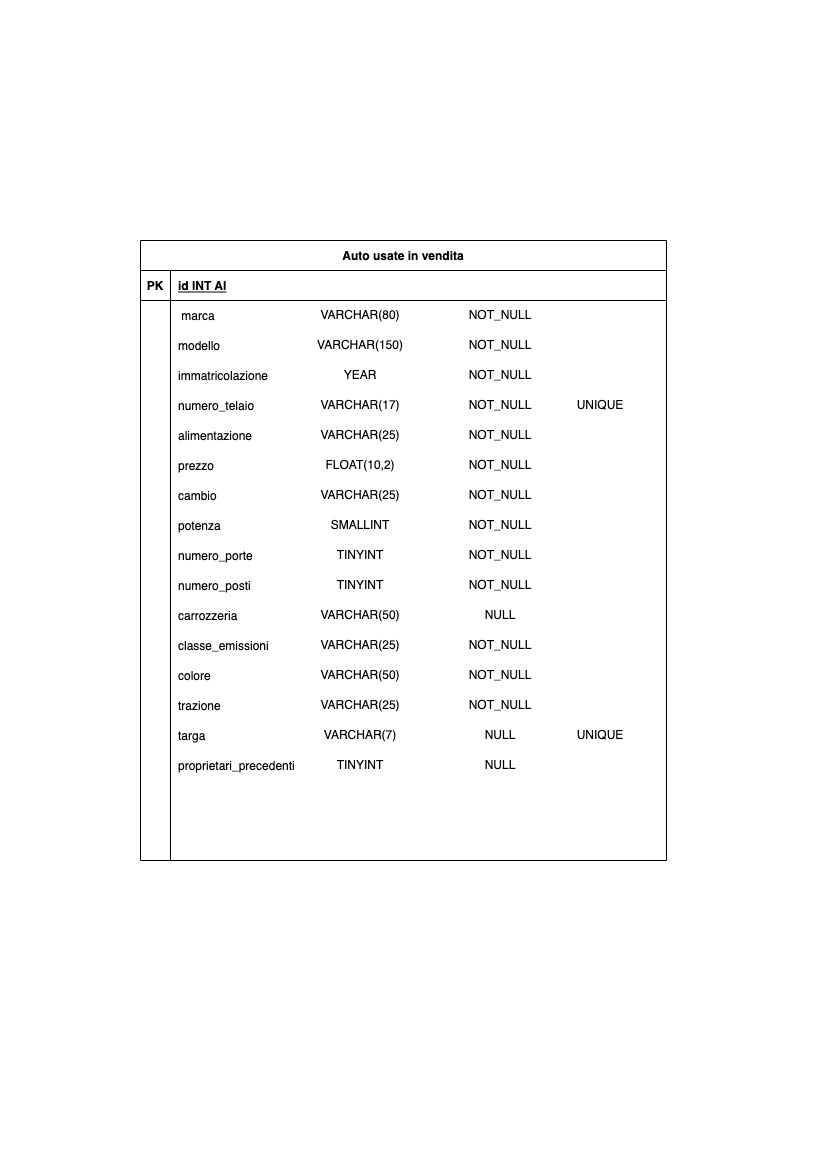 Auto usate in vendita
PK id INT AI
marca VARCHAR(80) NOT_NULL
modello VARCHAR(150) NOT_NULL
immatricolazione YEAR NOT_NULL
numero_telaio VARCHAR(17) NOT_NULL UNIQUE
alimentazione VARCHAR(25) NOT_NULL
prezzo FLOAT(10,2) NOT_NULL
cambio VARCHAR(25) NOT_NULL
potenza SMALLINT NOT_NULL
numero_porte TINYINT NOT_NULL
numero_posti TINYINT NOT_NULL
carrozzeria VARCHAR(50) NULL
classe_emissioni VARCHAR(25) NOT_NULL
colore VARCHAR(50) NOT_NULL
trazione VARCHAR(25) NOT_NULL
targa VARCHAR(7) NULL UNIQUE
proprietari_precedenti TINYINT NULL